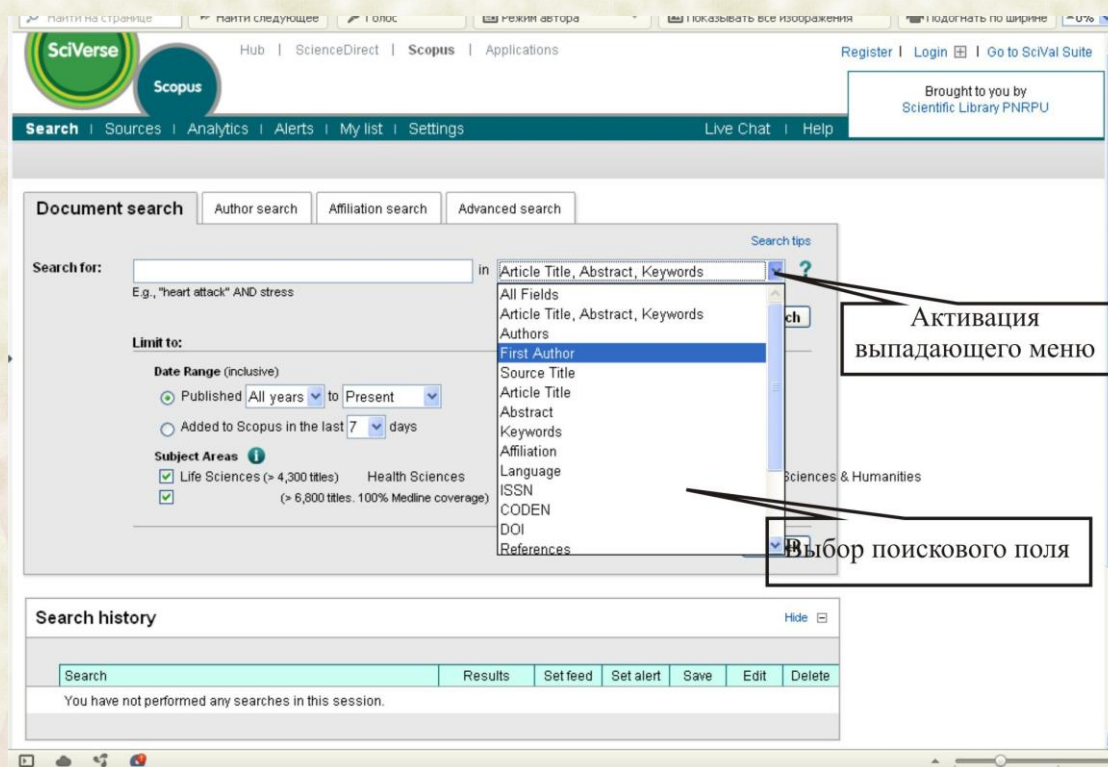 Найти на странице Найти следующее Голос Режим автора Показывать все изображения Подогнать по ширине
SciVerse
Scopus
Hub | ScienceDirect | Scopus | Applications
Register | Login | Go to SciVal Suite
Brought to you by
Scientific Library PNRPU
Search | Sources | Analytics | Alerts | My list | Settings
Live Chat | Help
Document search Author search Affiliation search Advanced search
Search tips
Search for: in Article Title, Abstract, Keywords ?
E.g., "heart attack" AND stress
All Fields
Article Title, Abstract, Keywords
Authors
First Author
Source Title
Article Title
Abstract
Keywords
Affiliation
Language
ISSN
CODEN
DOI
References
Активация
выпадающего меню
Limit to:
Date Range (inclusive)
Published All years to Present
Added to Scopus in the last 7 days
Subject Areas
Life Sciences (> 4,300 titles) Health Sciences
(> 6,800 titles. 100% Medline coverage)
Sciences & Humanities
Выбор поискового поля
Search history
Hide
Search Results Set feed Set alert Save Edit Delete
You have not performed any searches in this session.